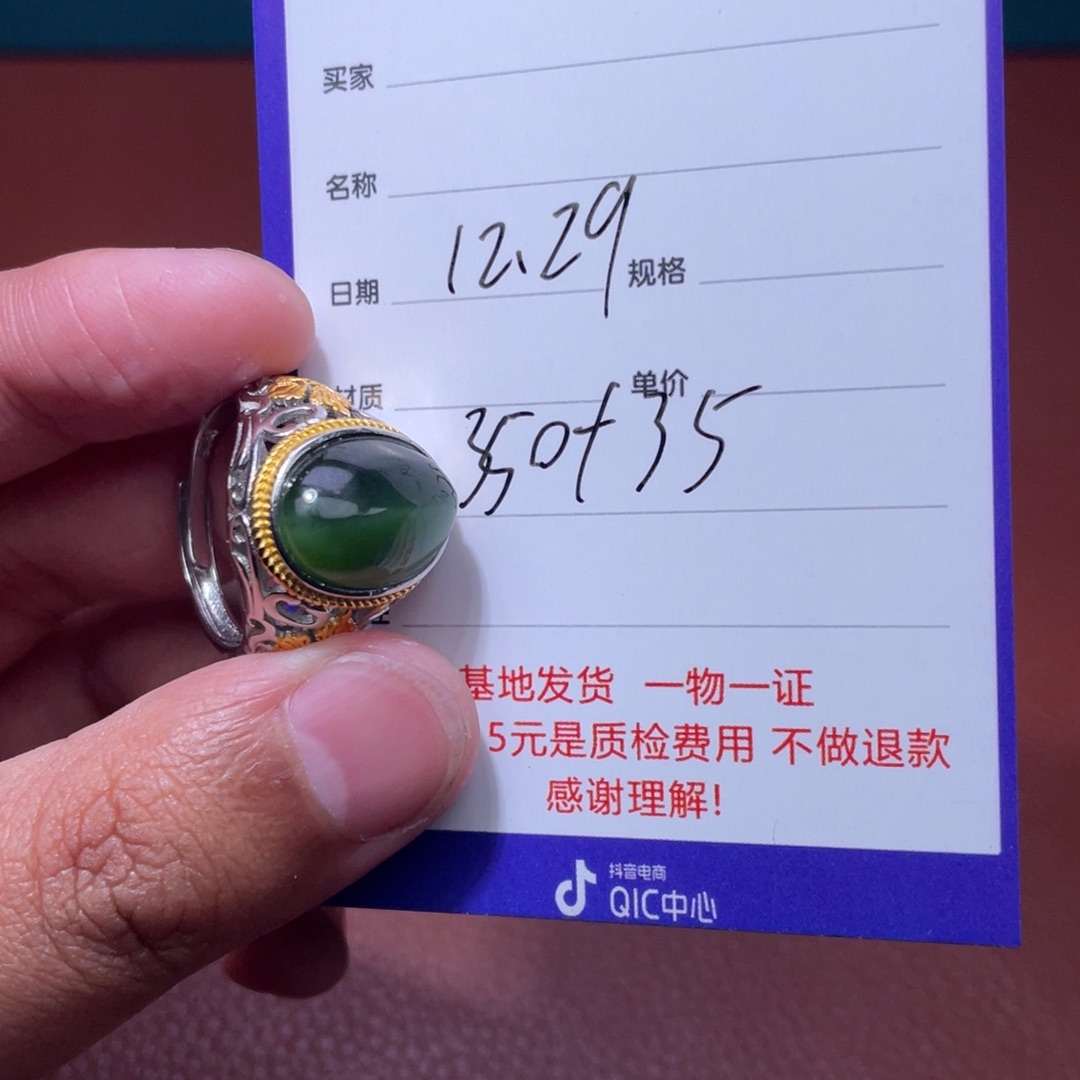 买家
名称
日期 12.29 规格
材质 单价
350+35
基地发货 一物一证
5元是质检费用 不做退款
感谢理解!
抖音电商
QIC中心